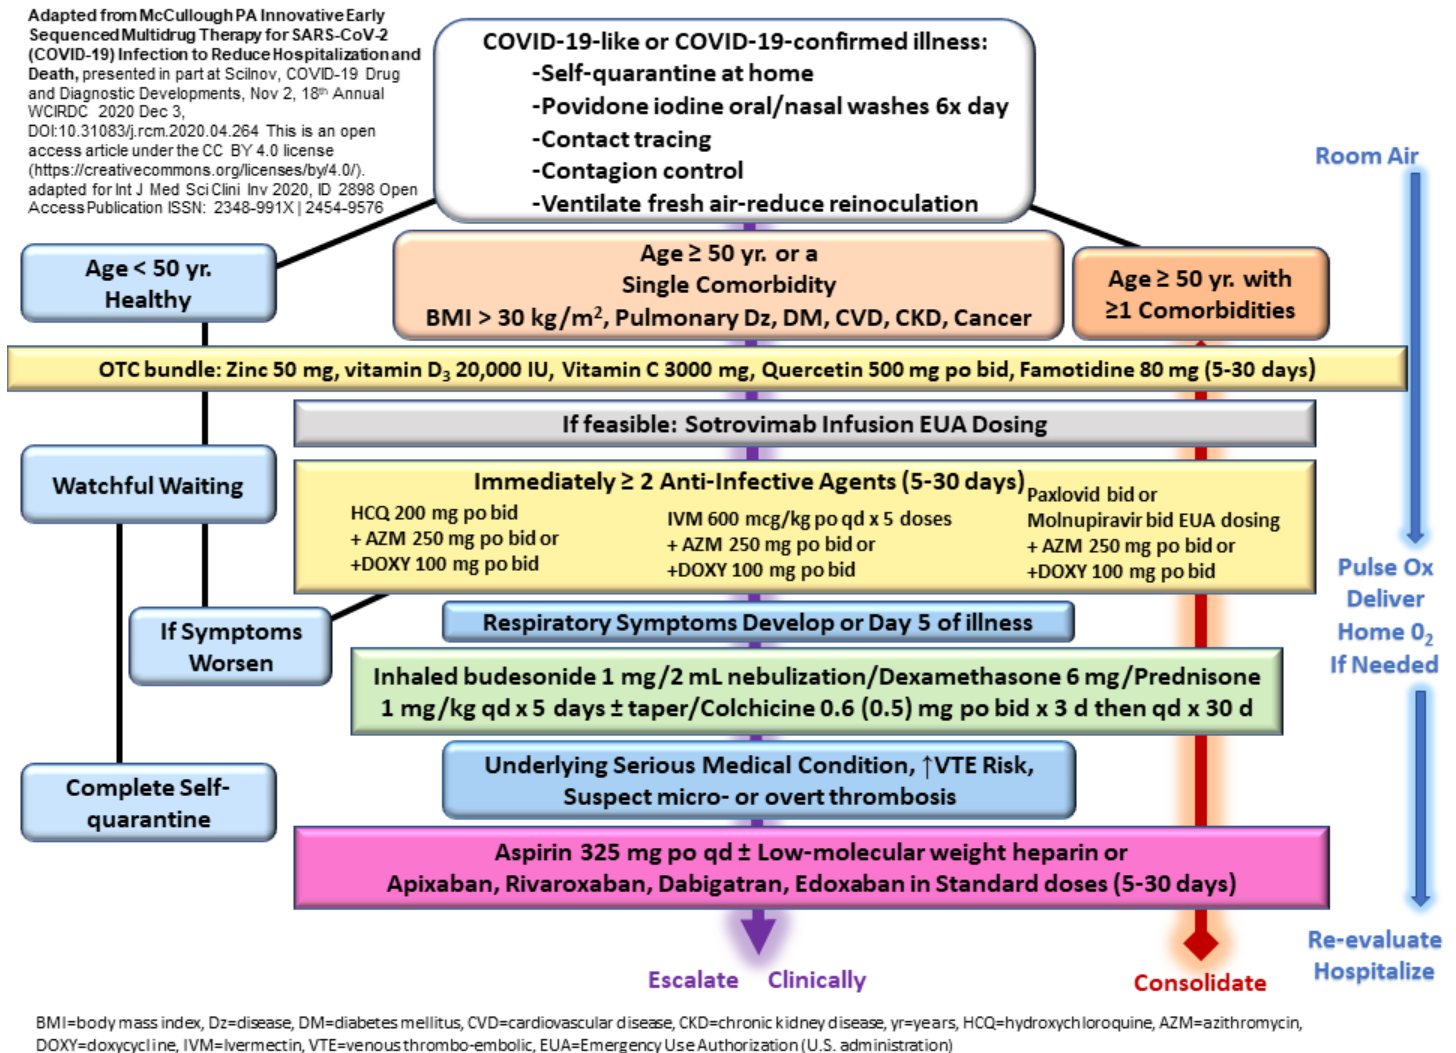 Adapted from McCullough PA Innovative Early
Sequenced Multidrug Therapy for SARS-CoV-2
(COVID-19) Infection to Reduce Hospitalization and
Death, presented in part at SciInov, COVID-19 Drug
and Diagnostic Developments, Nov 2, 18th Annual
WCIRDC 2020 Dec 3,
DOI:10.31083/j.rcm.2020.04.264 This is an open
access article under the CC BY 4.0 license
(https://creativecommons.org/licenses/by/4.0/).
adapted for Int J Med Sci Clini Inv 2020, ID 2898 Open
Access Publication ISSN: 2348-991X | 2454-9576
COVID-19-like or COVID-19-confirmed illness:
-Self-quarantine at home
-Povidone iodine oral/nasal washes 6x day
-Contact tracing
-Contagion control
-Ventilate fresh air-reduce reinoculation
Room Air
Age < 50 yr.
Healthy
Age ≥ 50 yr. or a
Single Comorbidity
BMI > 30 kg/m², Pulmonary Dz, DM, CVD, CKD, Cancer
Age ≥ 50 yr. with
≥1 Comorbidities
OTC bundle: Zinc 50 mg, vitamin D₃ 20,000 IU, Vitamin C 3000 mg, Quercetin 500 mg po bid, Famotidine 80 mg (5-30 days)
If feasible: Sotrovimab Infusion EUA Dosing
Watchful Waiting
Immediately ≥ 2 Anti-Infective Agents (5-30 days)
HCQ 200 mg po bid
+ AZM 250 mg po bid or
+DOXY 100 mg po bid
IVM 600 mcg/kg po qd x 5 doses
+ AZM 250 mg po bid or
+DOXY 100 mg po bid
Paxlovid bid or
Molnupiravir bid EUA dosing
+ AZM 250 mg po bid or
+DOXY 100 mg po bid
Pulse Ox
Deliver
Home 0₂
If Needed
If Symptoms
Worsen
Respiratory Symptoms Develop or Day 5 of illness
Inhaled budesonide 1 mg/2 mL nebulization/Dexamethasone 6 mg/Prednisone
1 mg/kg qd x 5 days ± taper/Colchicine 0.6 (0.5) mg po bid x 3 d then qd x 30 d
Underlying Serious Medical Condition, ↑VTE Risk,
Suspect micro- or overt thrombosis
Complete Self-
quarantine
Aspirin 325 mg po qd ± Low-molecular weight heparin or
Apixaban, Rivaroxaban, Dabigatran, Edoxaban in Standard doses (5-30 days)
Re-evaluate
Hospitalize
Escalate Clinically
Consolidate
BMI=body mass index, Dz=disease, DM=diabetes mellitus, CVD=cardiovascular disease, CKD=chronic kidney disease, yr=years, HCQ=hydroxychloroquine, AZM=azithromycin,
DOXY=doxycycline, IVM=Ivermectin, VTE=venous thrombo-embolic, EUA=Emergency Use Authorization (U.S. administration)